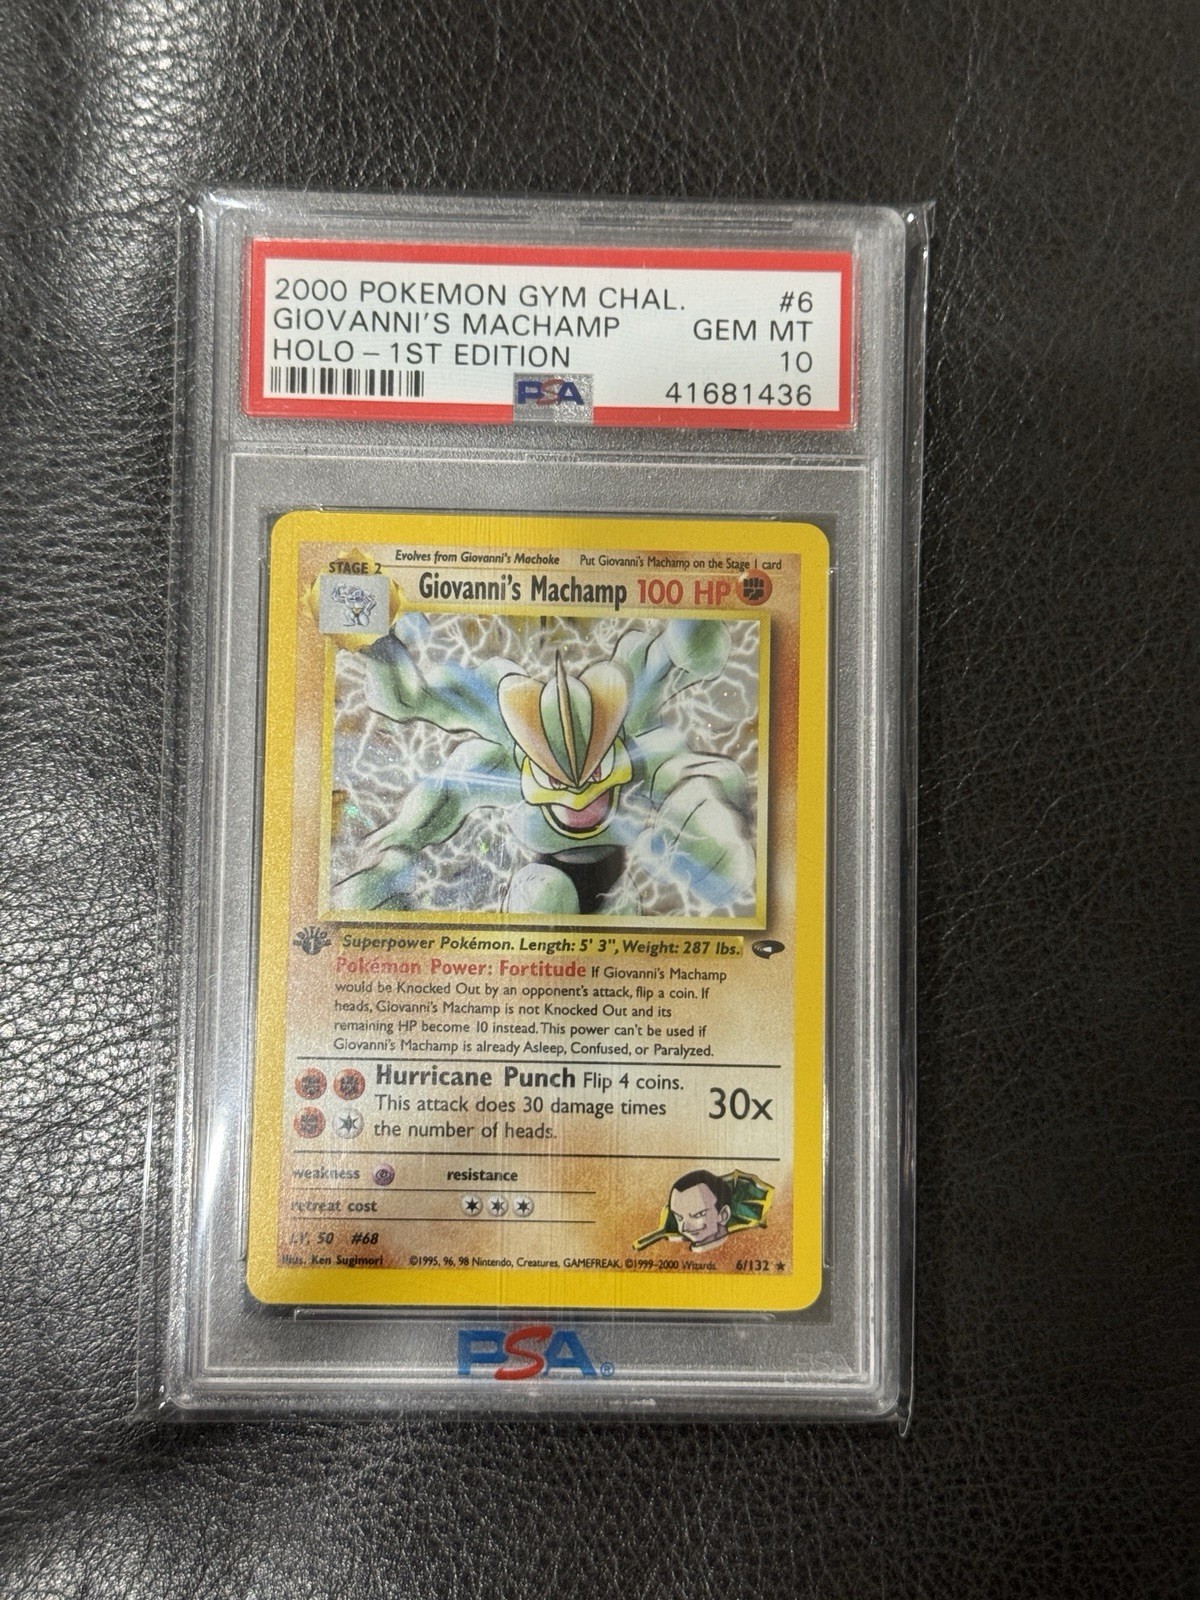 2000 POKEMON GYM CHAL. #6
GIOVANNI'S MACHAMP GEM MT
HOLO – 1ST EDITION 10
PSA 41681436
STAGE 2 Evolves from Giovanni's Machoke Put Giovanni's Machamp on the Stage 1 card
Giovanni's Machamp 100 HP
EDITION 1
Superpower Pokémon. Length: 5' 3", Weight: 287 lbs.
Pokémon Power: Fortitude If Giovanni's Machamp
would be Knocked Out by an opponent's attack, flip a coin. If
heads, Giovanni's Machamp is not Knocked Out and its
remaining HP become 10 instead. This power can't be used if
Giovanni's Machamp is already Asleep, Confused, or Paralyzed.
Hurricane Punch Flip 4 coins.
This attack does 30 damage times 30x
the number of heads.
weakness resistance
retreat cost
LV. 50 #68
Illus. Ken Sugimori ©1995, 96, 98 Nintendo, Creatures, GAMEFREAK. ©1999–2000 Wizards. 6/132 ★
PSA®